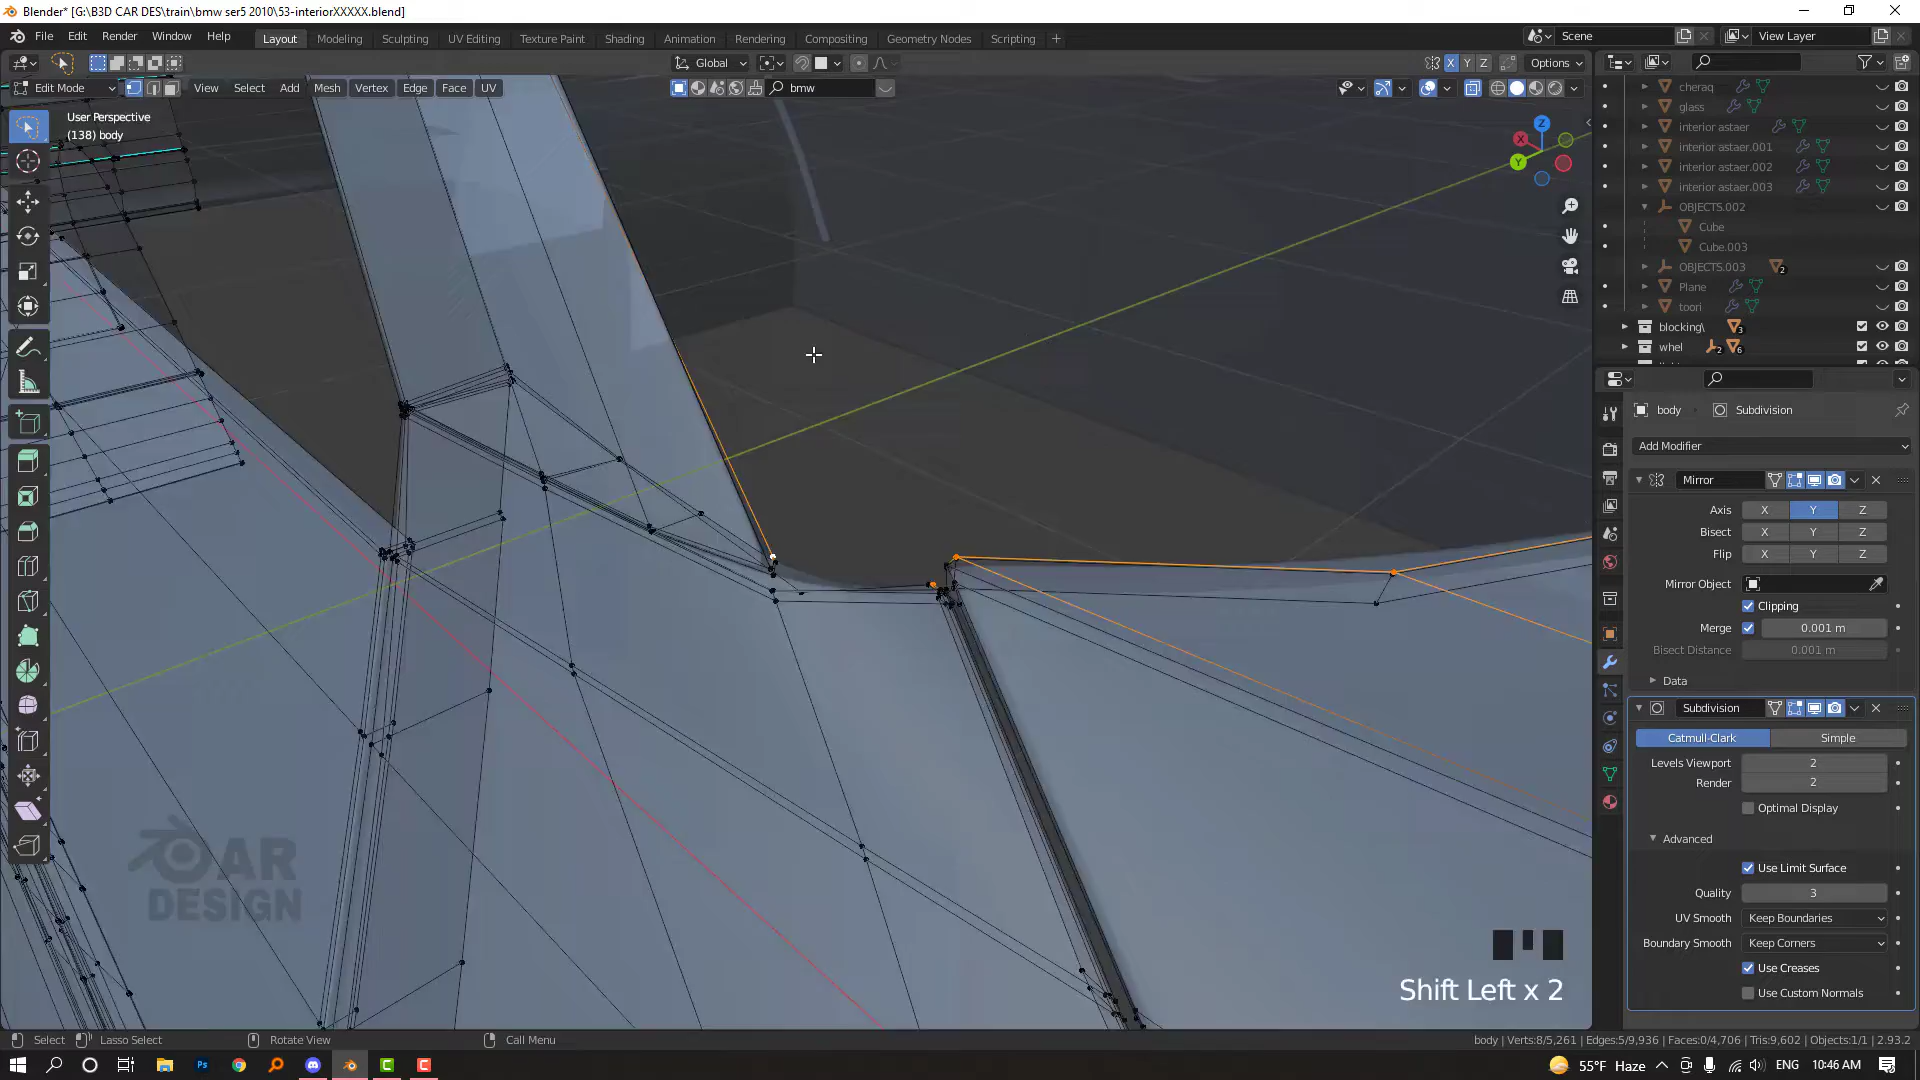 Blender* [G:\B3D CAR DES\train\bmw ser5 2010\53-interiorXXXXX.blend]
File Edit Render Window Help Layout Modeling Sculpting UV Editing Texture Paint Shading Animation Rendering Compositing Geometry Nodes Scripting + Scene View Layer
Global X Y Z Options
Edit Mode View Select Add Mesh Vertex Edge Face UV bmw
User Perspective
(138) body
Z
X
Y
cheraq
glass
interior astaer
interior astaer.001
interior astaer.002
interior astaer.003
OBJECTS.002
Cube
Cube.003
OBJECTS.003 2
Plane
toori
blocking\ 3
whel 2 6
body Subdivision
Add Modifier
Mirror
Axis X Y Z
Bisect X Y Z
Flip X Y Z
Mirror Object
Clipping
Merge 0.001 m
Bisect Distance 0.001 m
Data
Subdivision
Catmull-Clark Simple
Levels Viewport 2
Render 2
Optimal Display
Advanced
Use Limit Surface
Quality 3
UV Smooth Keep Boundaries
Boundary Smooth Keep Corners
Use Creases
Use Custom Normals
AR
DESIGN
Shift Left x 2
Select Lasso Select Rotate View Call Menu body | Verts:8/5,261 | Edges:5/9,936 | Faces:0/4,706 | Tris:9,602 | Objects:1/1 | 2.93.2
Ps C C 55°F Haze ENG 10:46 AM